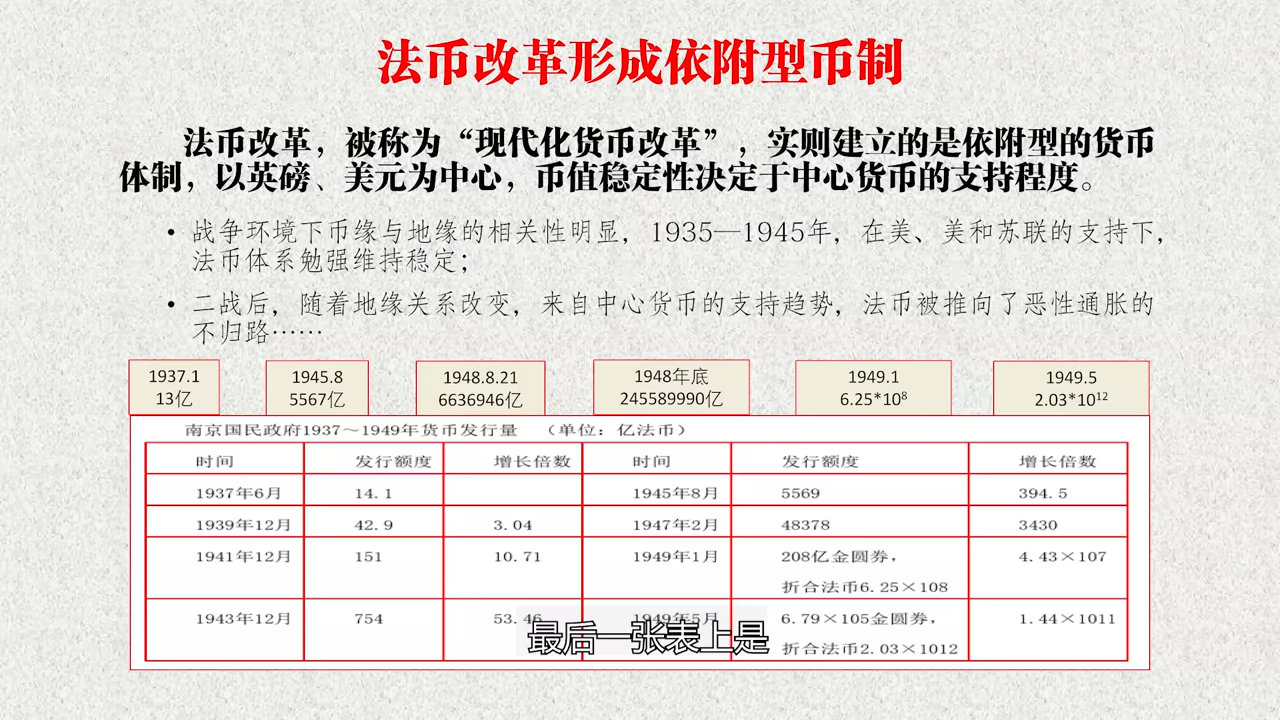 法币改革形成依附型币制
法币改革，被称为“现代化货币改革”，实则建立的是依附型的货币
体制，以英磅、美元为中心，币值稳定性决定于中心货币的支持程度。
• 战争环境下币缘与地缘的相关性明显，1935—1945年，在美、美和苏联的支持下，
法币体系勉强维持稳定；
• 二战后，随着地缘关系改变，来自中心货币的支持趋势，法币被推向了恶性通胀的
不归路……
1937.1
13亿
1945.8
5567亿
1948.8.21
6636946亿
1948年底
245589990亿
1949.1
6.25*10⁸
1949.5
2.03*10¹²
南京国民政府1937～1949年货币发行量 （单位：亿法币）
时间 发行额度 增长倍数 时间 发行额度 增长倍数
1937年6月 14.1 1945年8月 5569 394.5
1939年12月 42.9 3.04 1947年2月 48378 3430
1941年12月 151 10.71 1949年1月 208亿金圆券， 4.43×107
折合法币6.25×108
1943年12月 754 53.46 1949年5月 6.79×105金圆券， 1.44×1011
折合法币2.03×1012
最后一张表上是